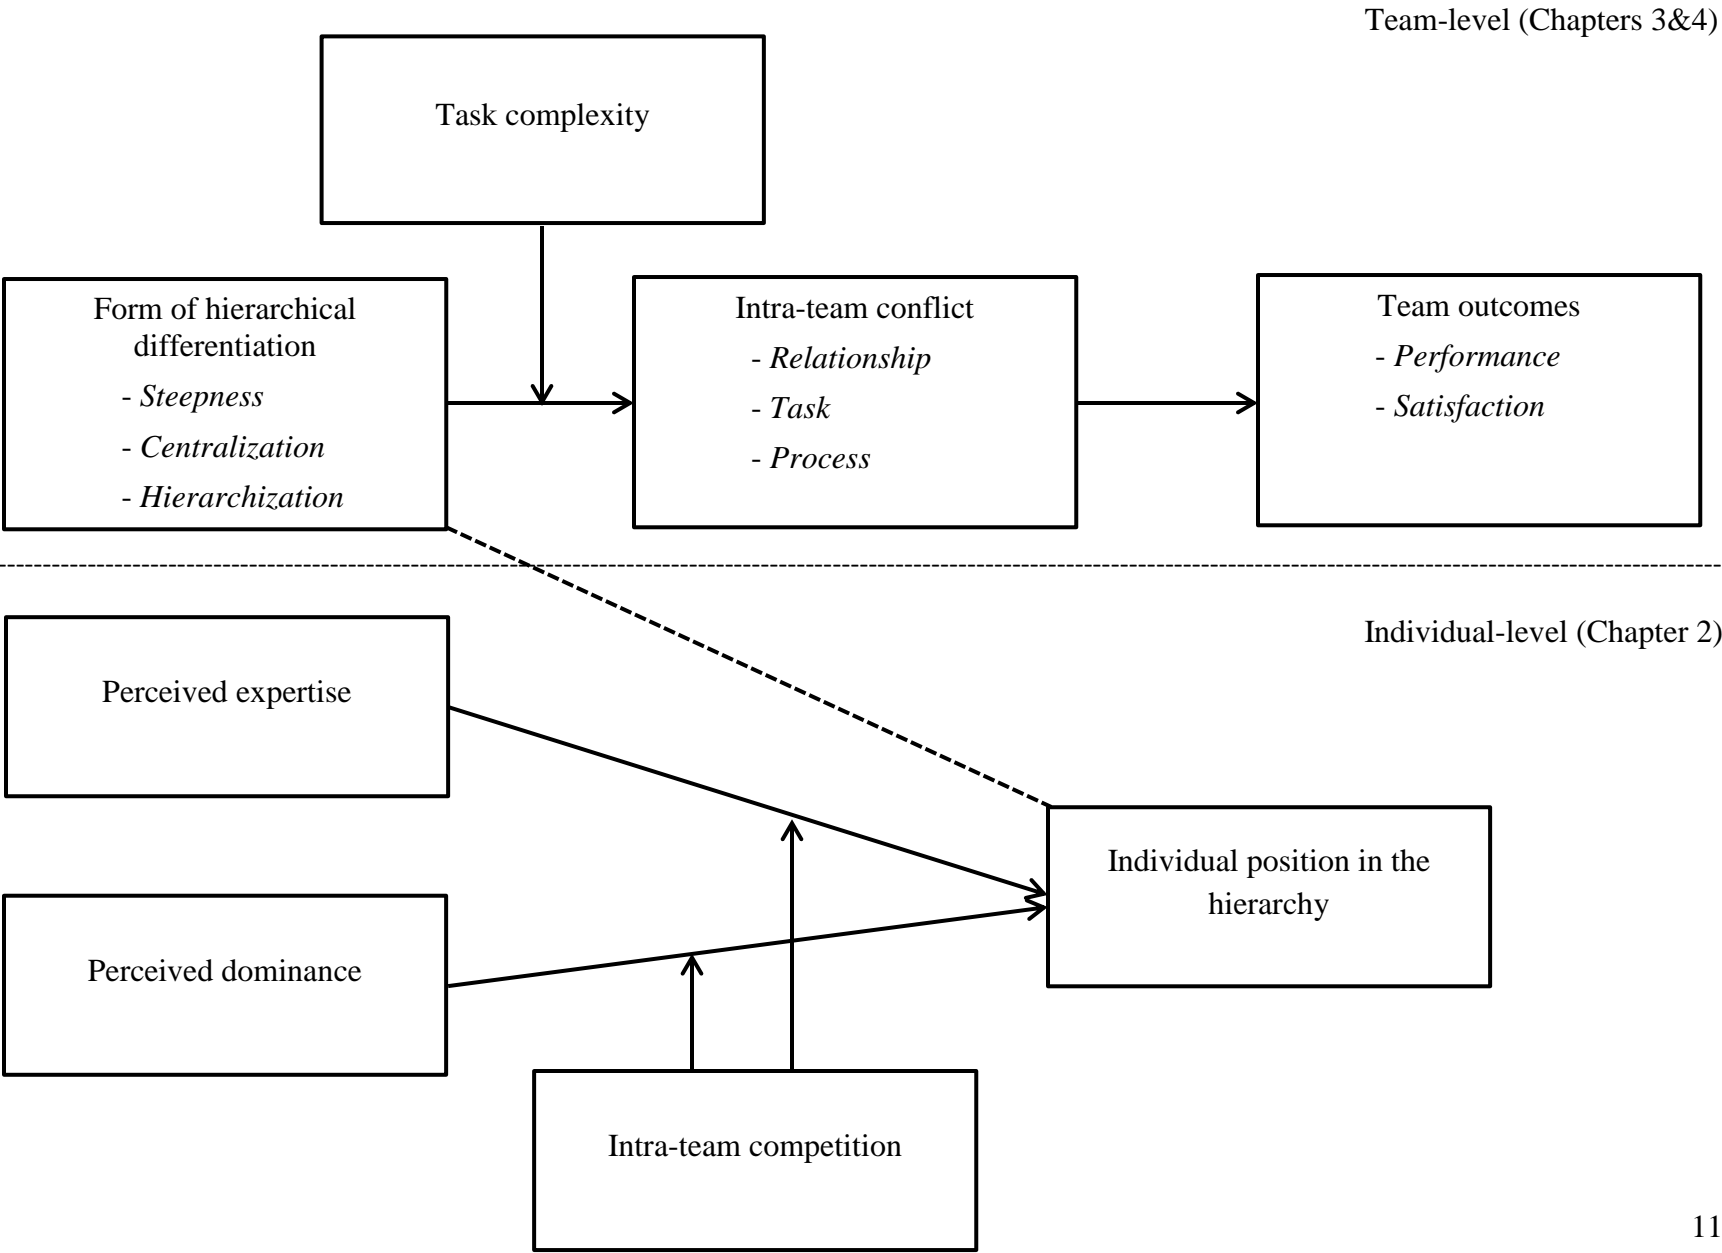 Team-level (Chapters 3&4)
Task complexity
Form of hierarchical
differentiation
- Steepness
- Centralization
- Hierarchization
Intra-team conflict
- Relationship
- Task
- Process
Team outcomes
- Performance
- Satisfaction
Individual-level (Chapter 2)
Perceived expertise
Individual position in the
hierarchy
Perceived dominance
Intra-team competition
11